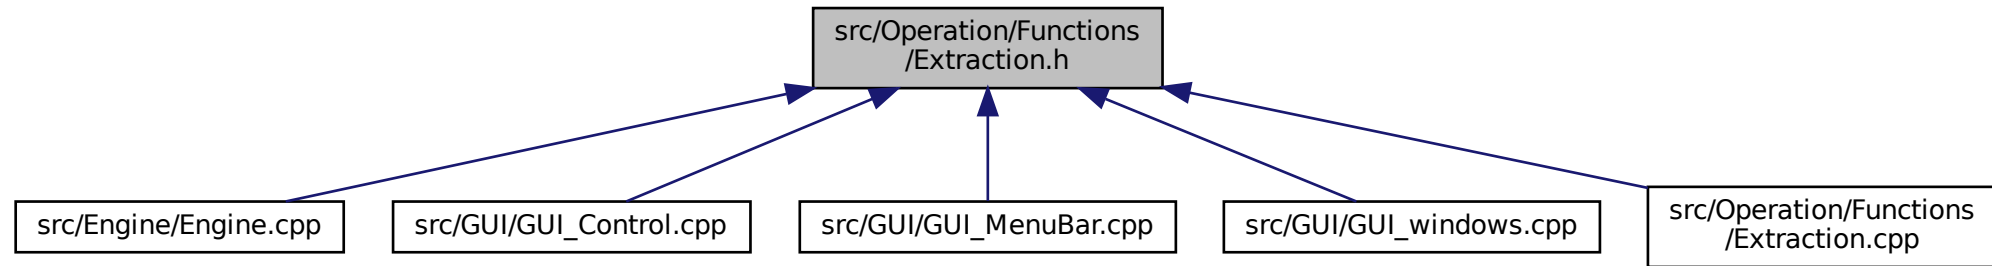 src/Operation/Functions
/Extraction.h
src/Engine/Engine.cpp
src/GUI/GUI_Control.cpp
src/GUI/GUI_MenuBar.cpp
src/GUI/GUI_windows.cpp
src/Operation/Functions
/Extraction.cpp